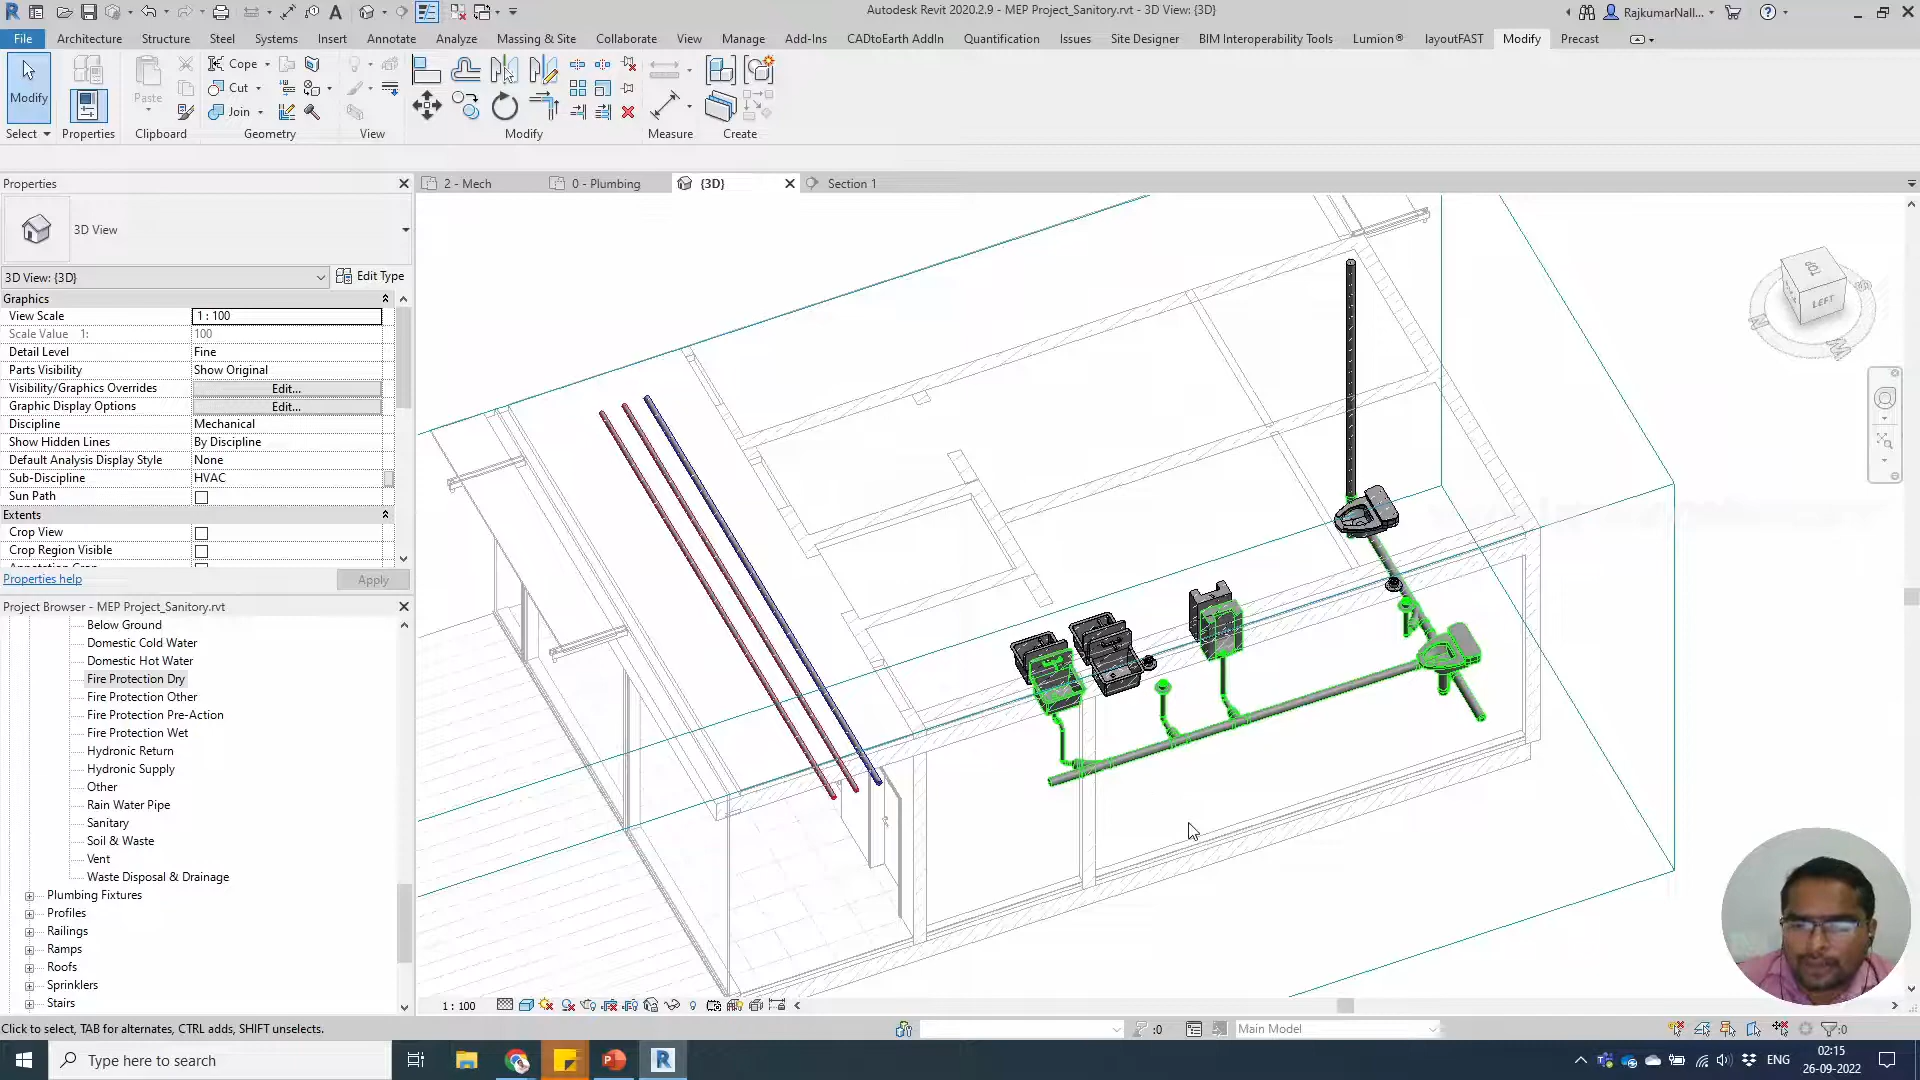 Autodesk Revit 2020.2.9 - MEP Project_Sanitory.rvt - 3D View: {3D}
RajkumarNall...
File Architecture Structure Steel Systems Insert Annotate Analyze Massing & Site Collaborate View Manage Add-Ins CADtoEarth AddIn Quantification Issues Site Designer BIM Interoperability Tools Lumion® layoutFAST Modify Precast
Modify
Paste
Cope
Cut
Join
Select Properties Clipboard Geometry View Modify Measure Create
Properties
2 - Mech
0 - Plumbing
{3D}
Section 1
3D View
3D View: {3D}
Edit Type
Graphics
View Scale 1 : 100
Scale Value 1: 100
Detail Level Fine
Parts Visibility Show Original
Visibility/Graphics Overrides Edit...
Graphic Display Options Edit...
Discipline Mechanical
Show Hidden Lines By Discipline
Default Analysis Display Style None
Sub-Discipline HVAC
Sun Path
Extents
Crop View
Crop Region Visible
Properties help
Apply
TOP
LEFT
Project Browser - MEP Project_Sanitory.rvt
Below Ground
Domestic Cold Water
Domestic Hot Water
Fire Protection Dry
Fire Protection Other
Fire Protection Pre-Action
Fire Protection Wet
Hydronic Return
Hydronic Supply
Other
Rain Water Pipe
Sanitary
Soil & Waste
Vent
Waste Disposal & Drainage
Plumbing Fixtures
Profiles
Railings
Ramps
Roofs
Sprinklers
Stairs
1 : 100
Click to select, TAB for alternates, CTRL adds, SHIFT unselects.
:0
Main Model
:0
Type here to search
ENG
02:15
26-09-2022